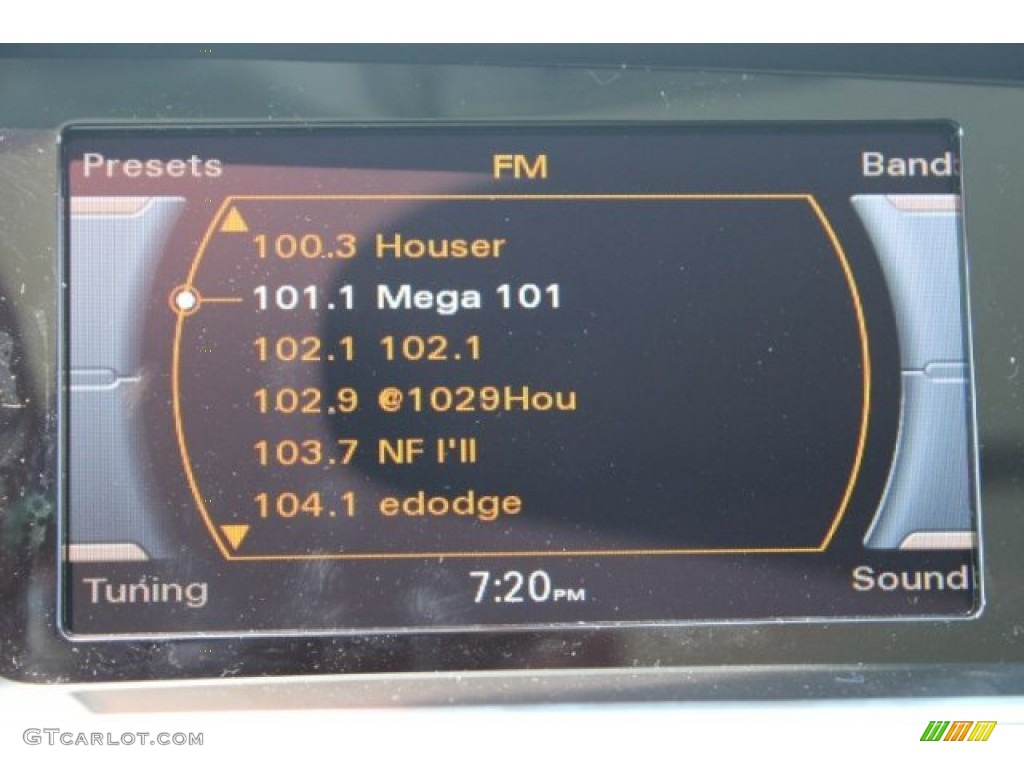 Presets FM Band
100.3 Houser
101.1 Mega 101
102.1 102.1
102.9 @1029Hou
103.7 NF I'll
104.1 edodge
Tuning 7:20PM Sound
GTCARLOT.COM